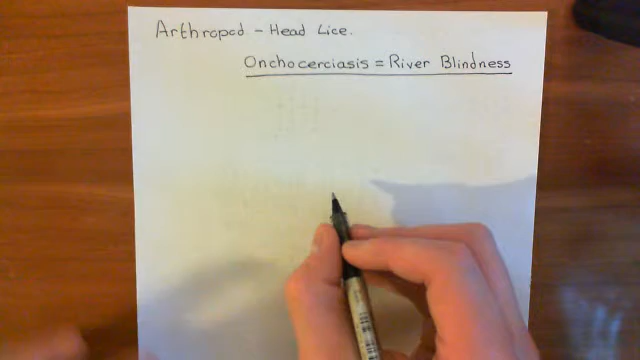 Arthropod - Head Lice.
Onchocerciasis = River Blindness